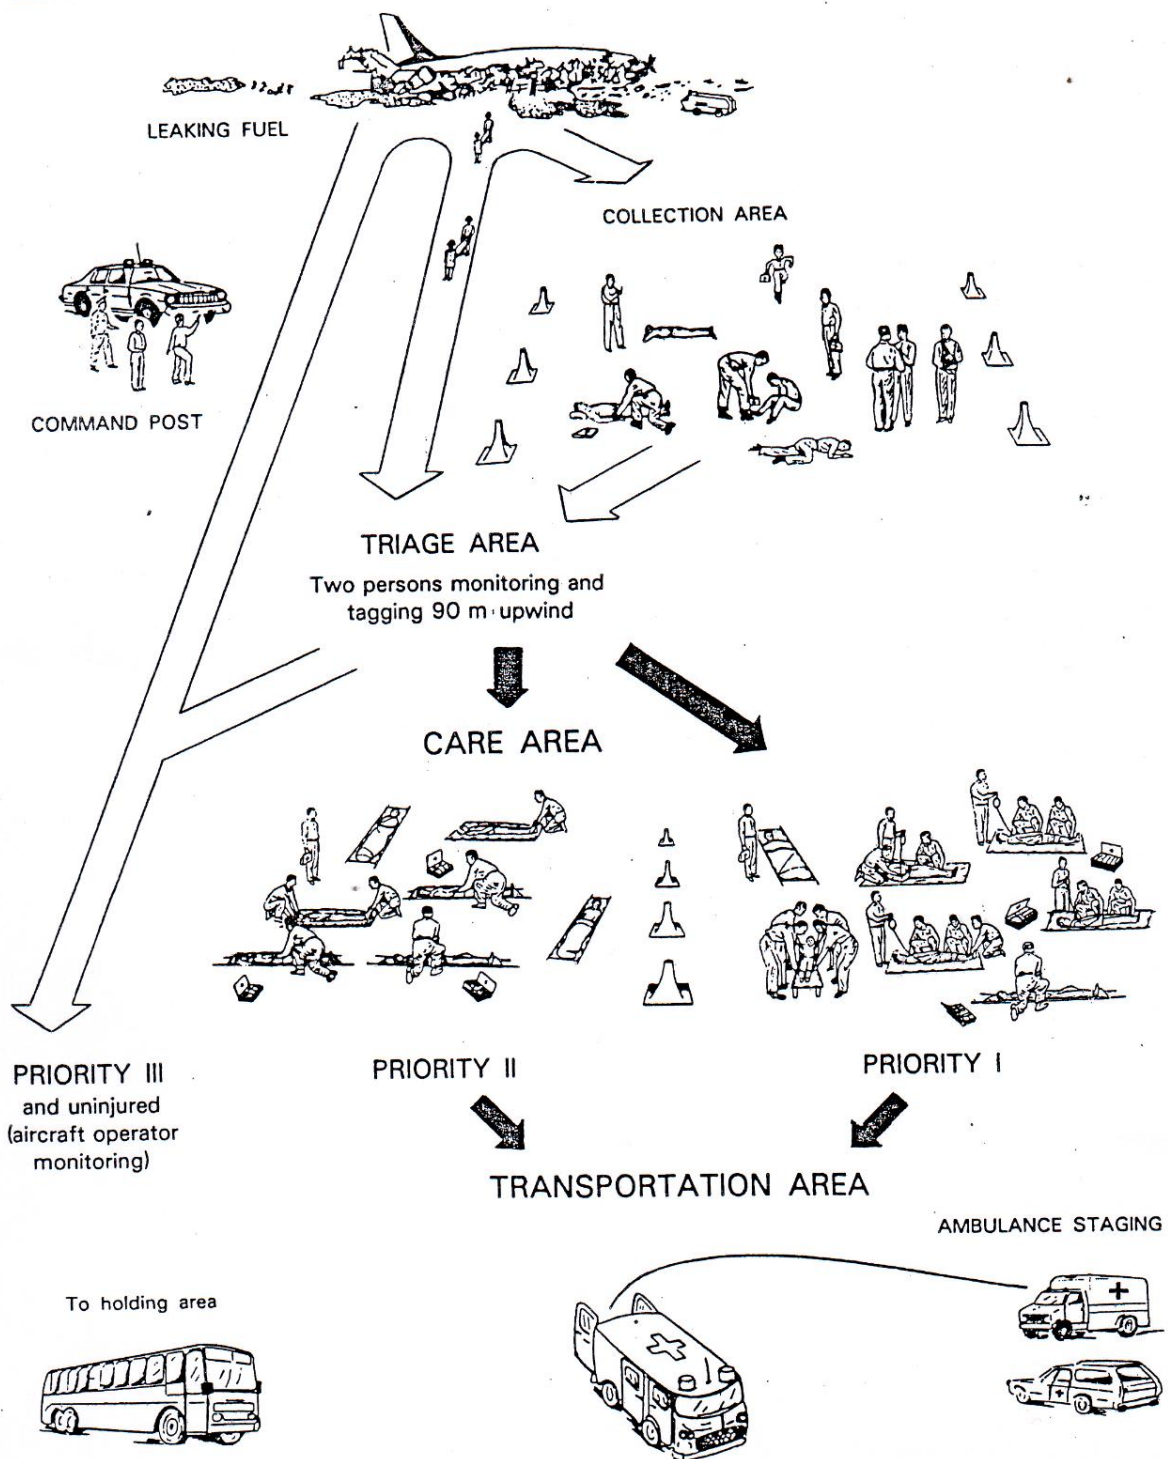 LEAKING FUEL
COLLECTION AREA
COMMAND POST
TRIAGE AREA
Two persons monitoring and
tagging 90 m upwind
CARE AREA
PRIORITY III
and uninjured
(aircraft operator
monitoring)
PRIORITY II
PRIORITY I
TRANSPORTATION AREA
AMBULANCE STAGING
To holding area